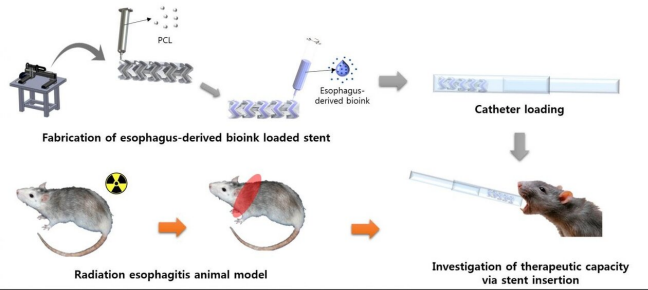 PCL
Esophagus-
derived bioink
Fabrication of esophagus-derived bioink loaded stent
Catheter loading
Radiation esophagitis animal model
Investigation of therapeutic capacity
via stent insertion